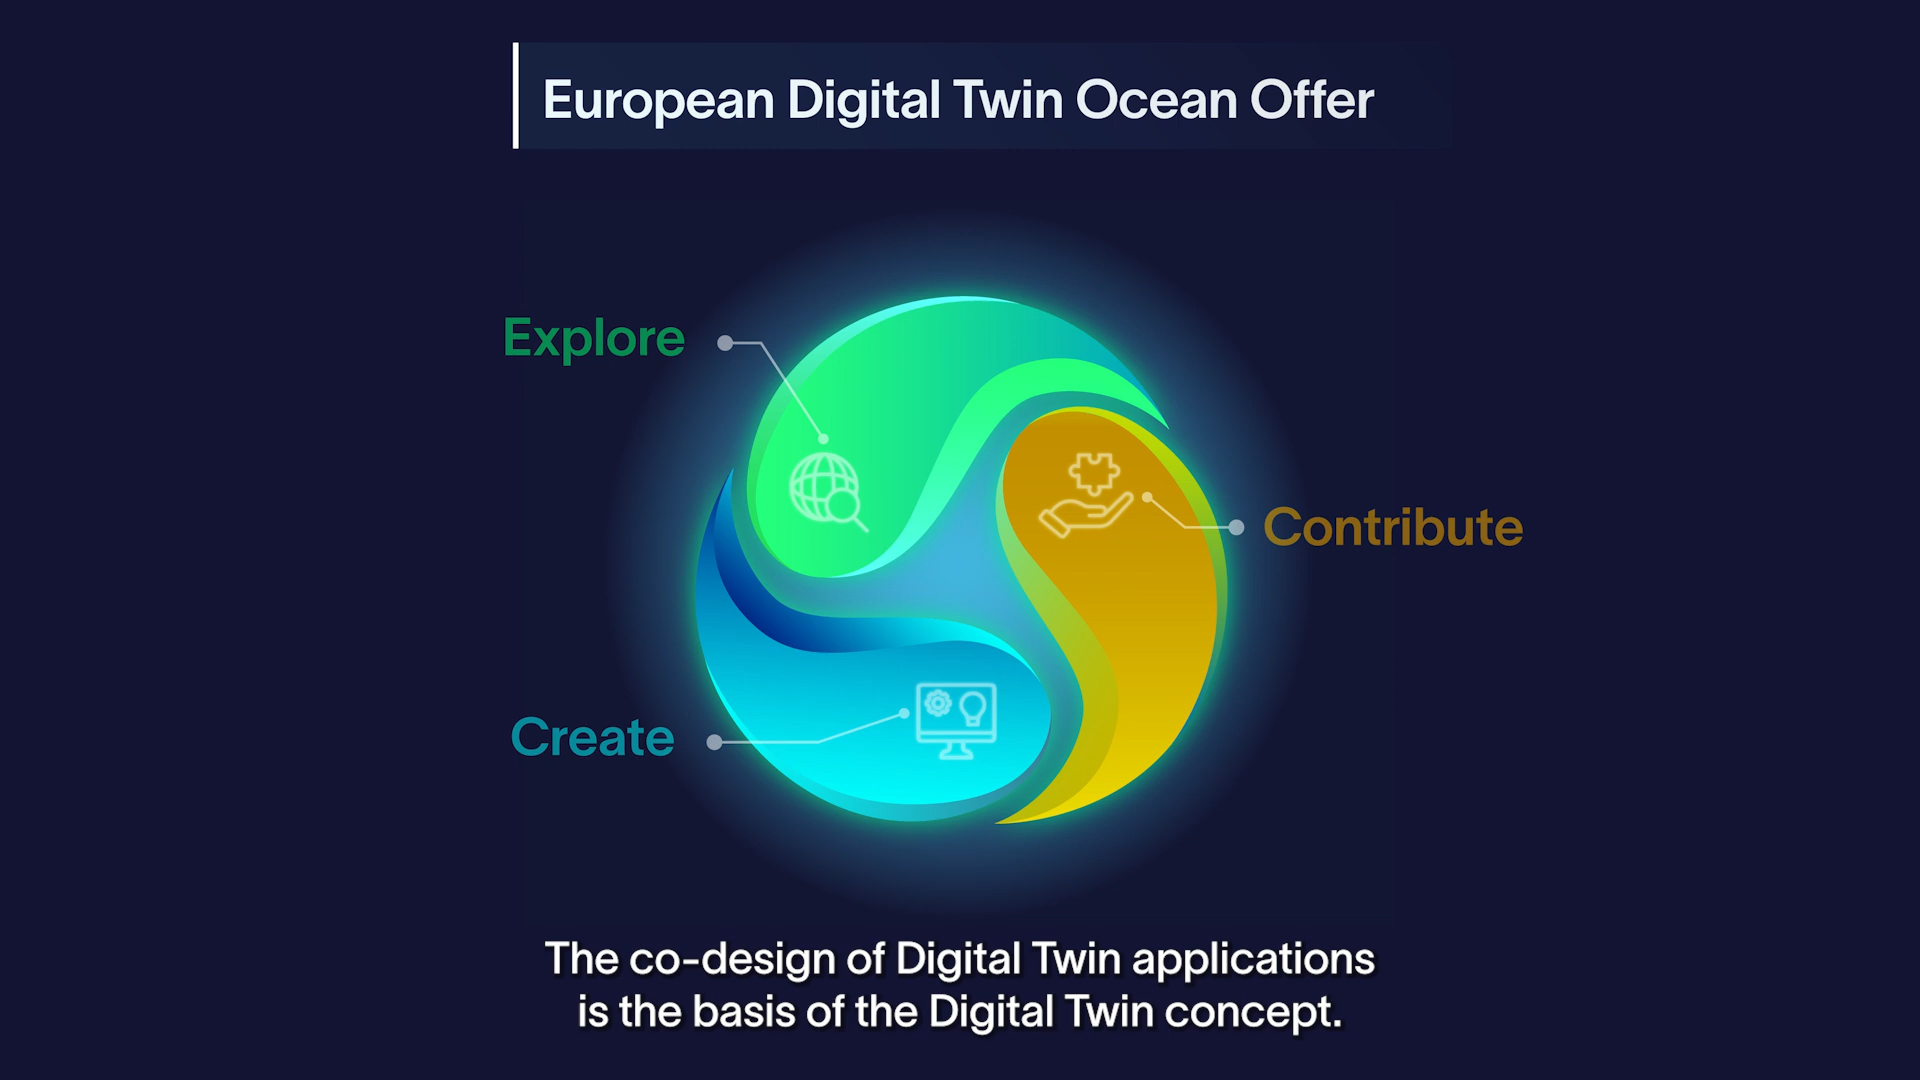 European Digital Twin Ocean Offer
Explore
Contribute
Create
The co-design of Digital Twin applications
is the basis of the Digital Twin concept.